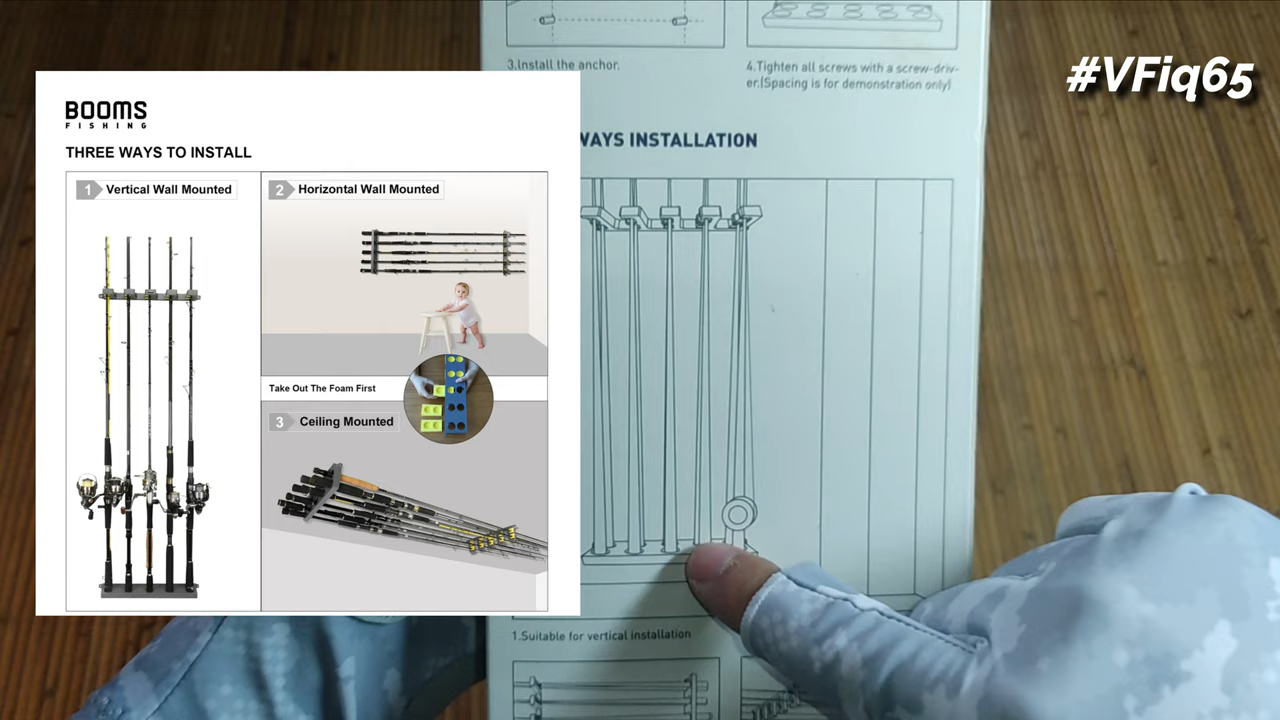 #VFiq65
BOOMS
FISHING
THREE WAYS TO INSTALL
1 Vertical Wall Mounted
2 Horizontal Wall Mounted
Take Out The Foam First
3 Ceiling Mounted
3.Install the anchor.
4.Tighten all screws with a screw-driv-
er.(Spacing is for demonstration only)
WAYS INSTALLATION
1.Suitable for vertical installation